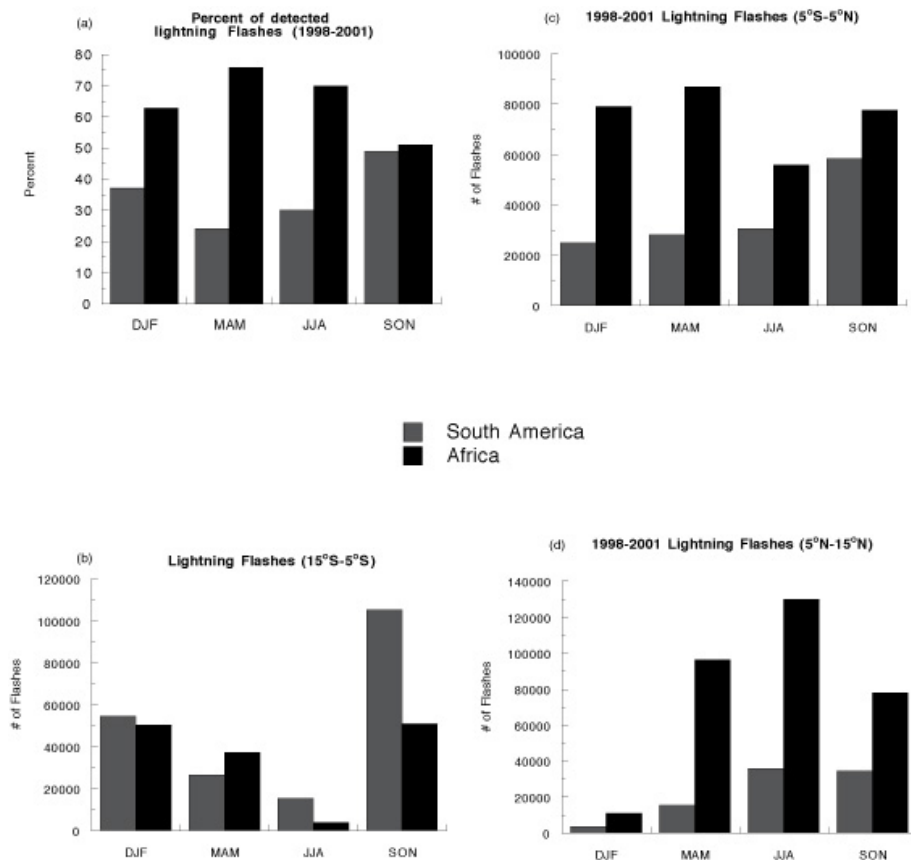 (a)
Percent of detected
lightning Flashes (1998-2001)
80
70
60
50
40
30
20
10
0
Percent
DJF MAM JJA SON
(c)
1998-2001 Lightning Flashes (5°S-5°N)
100000
80000
60000
40000
20000
0
# of Flashes
DJF MAM JJA SON
South America
Africa
(b)
Lightning Flashes (15°S-5°S)
120000
100000
80000
60000
40000
20000
0
# of Flashes
DJF MAM JJA SON
(d) 1998-2001 Lightning Flashes (5°N-15°N)
140000
120000
100000
80000
60000
40000
20000
0
# of Flashes
DJF MAM JJA SON